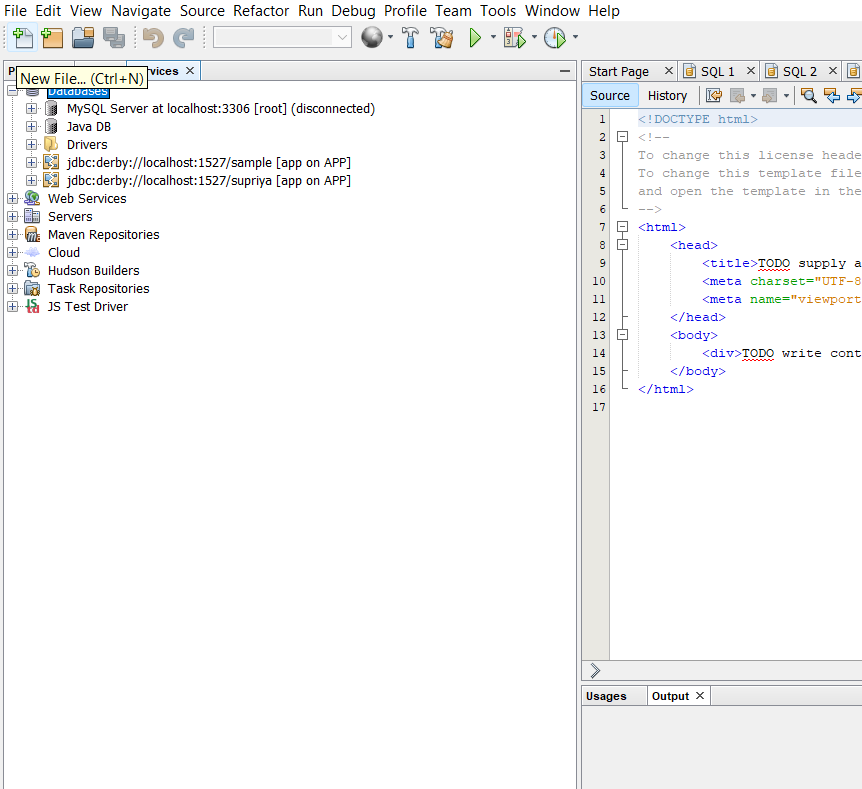 File Edit View Navigate Source Refactor Run Debug Profile Team Tools Window Help
New File... (Ctrl+N)
Databases
MySQL Server at localhost:3306 [root] (disconnected)
Java DB
Drivers
jdbc:derby://localhost:1527/sample [app on APP]
jdbc:derby://localhost:1527/supriya [app on APP]
Web Services
Servers
Maven Repositories
Cloud
Hudson Builders
Task Repositories
JS Test Driver
Start Page SQL 1 SQL 2
Source History
1 <!DOCTYPE html>
2 <!--
3 To change this license heade
4 To change this template file
5 and open the template in the
6 -->
7 <html>
8 <head>
9 <title>TODO supply a
10 <meta charset="UTF-8
11 <meta name="viewport
12 </head>
13 <body>
14 <div>TODO write cont
15 </body>
16 </html>
17
Usages Output